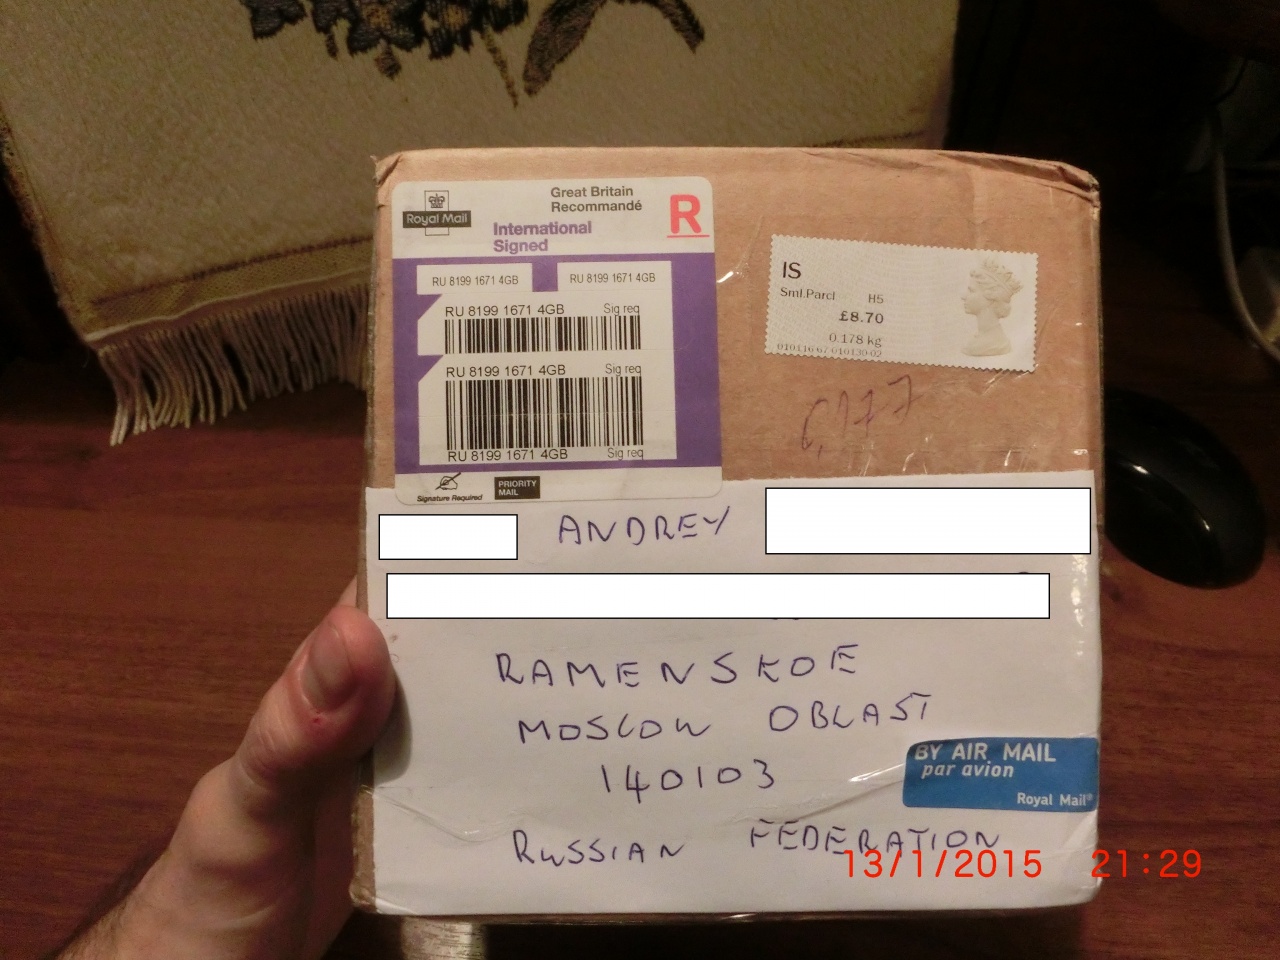 Royal Mail
Great Britain
Recommandé
R
International
Signed
RU 8199 1671 4GB
RU 8199 1671 4GB
RU 8199 1671 4GB Sig req
RU 8199 1671 4GB Sig req
RU 8199 1671 4GB Sig req
Signature Required
PRIORITY
MAIL
IS
Sml.Parcl H5
£8.70
0.178 kg
ANDREY
RAMENSKOE
MOSCOW OBLAST
140103
RUSSIAN FEDERATION
BY AIR MAIL
par avion
Royal Mail®
13/1/2015 21:29